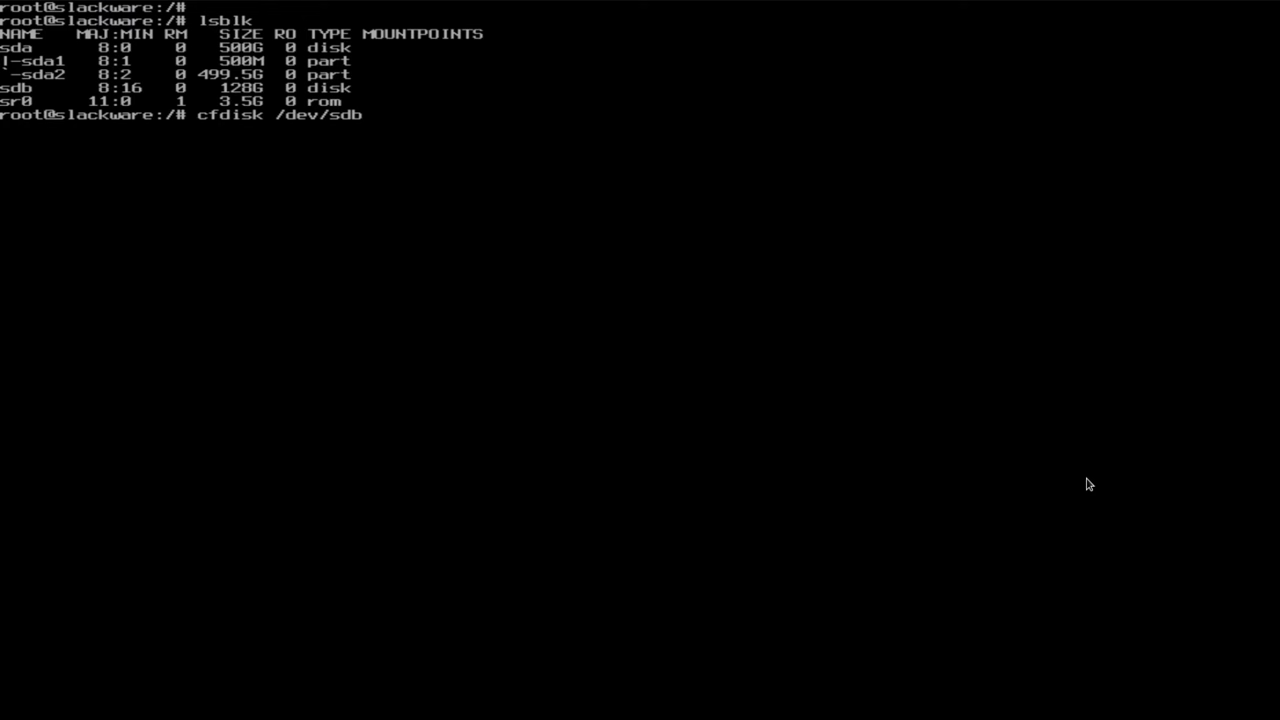 root@slackware:/#
root@slackware:/# lsblk
NAME   MAJ:MIN RM   SIZE RO TYPE MOUNTPOINTS
sda      8:0    0   500G  0 disk
|-sda1   8:1    0   500M  0 part
`-sda2   8:2    0 499.5G  0 part
sdb      8:16   0   128G  0 disk
sr0     11:0    1   3.5G  0 rom
root@slackware:/# cfdisk /dev/sdb